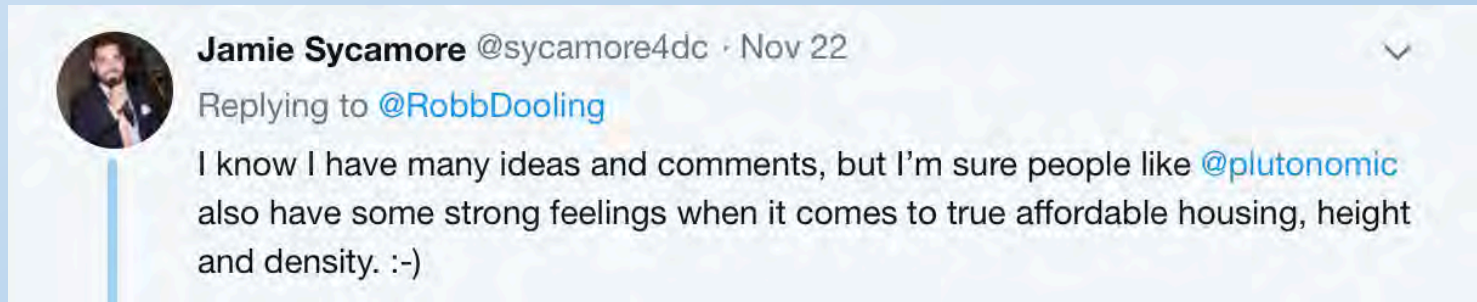 Jamie Sycamore @sycamore4dc · Nov 22
Replying to @RobbDooling
I know I have many ideas and comments, but I’m sure people like @plutonomic
also have some strong feelings when it comes to true affordable housing, height
and density. :-)